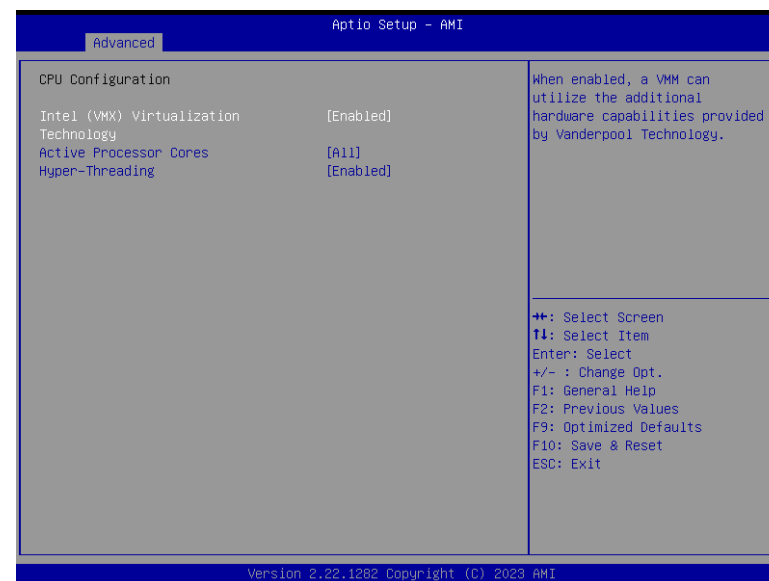 Aptio Setup – AMI
Advanced
CPU Configuration
Intel (VMX) Virtualization [Enabled]
Technology
Active Processor Cores [All]
Hyper-Threading [Enabled]
When enabled, a VMM can
utilize the additional
hardware capabilities provided
by Vanderpool Technology.
→←: Select Screen
↑↓: Select Item
Enter: Select
+/- : Change Opt.
F1: General Help
F2: Previous Values
F9: Optimized Defaults
F10: Save & Reset
ESC: Exit
Version 2.22.1282 Copyright (C) 2023 AMI